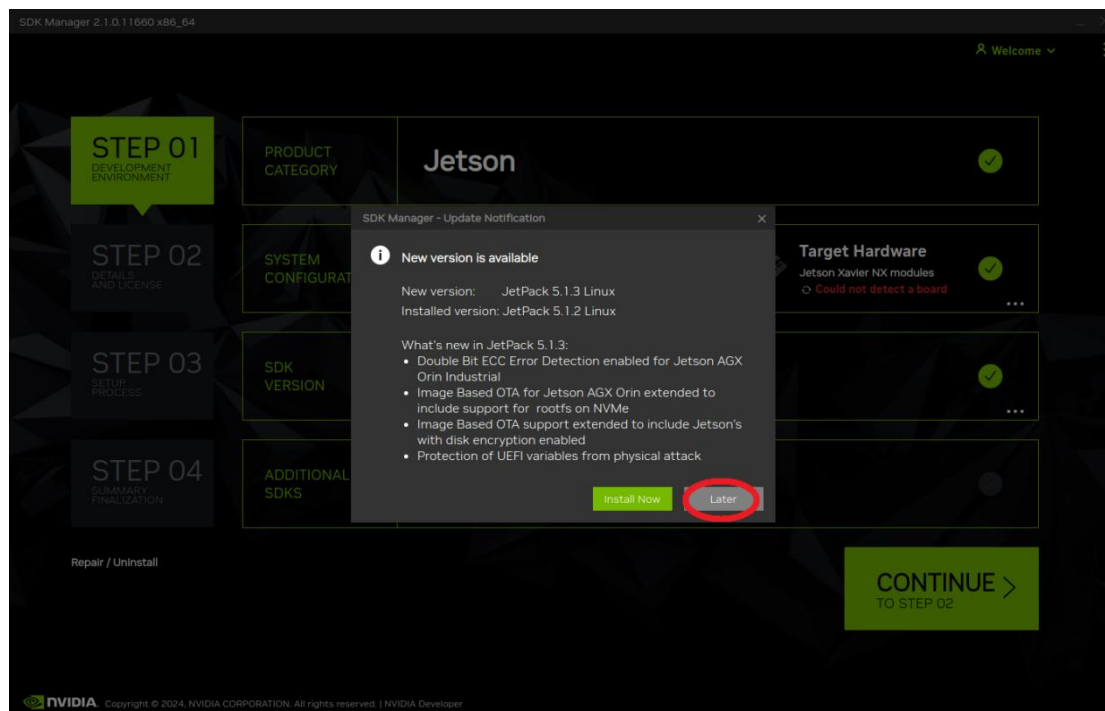 SDK Manager 2.1.0.11660 x86_64
Welcome
STEP 01
DEVELOPMENT
ENVIRONMENT
PRODUCT
CATEGORY
Jetson
SDK Manager - Update Notification
New version is available
New version: JetPack 5.1.3 Linux
Installed version: JetPack 5.1.2 Linux
What's new in JetPack 5.1.3:
• Double Bit ECC Error Detection enabled for Jetson AGX
Orin Industrial
• Image Based OTA for Jetson AGX Orin extended to
include support for rootfs on NVMe
• Image Based OTA support extended to include Jetson's
with disk encryption enabled
• Protection of UEFI variables from physical attack
Install Now
Later
STEP 02
DETAILS
AND LICENSE
SYSTEM
CONFIGURAT
Target Hardware
Jetson Xavier NX modules
Could not detect a board
...
STEP 03
SETUP
PROCESS
SDK
VERSION
...
STEP 04
SUMMARY
FINALIZATION
ADDITIONAL
SDKS
Repair / Uninstall
CONTINUE >
TO STEP 02
NVIDIA. Copyright © 2024, NVIDIA CORPORATION. All rights reserved. | NVIDIA Developer